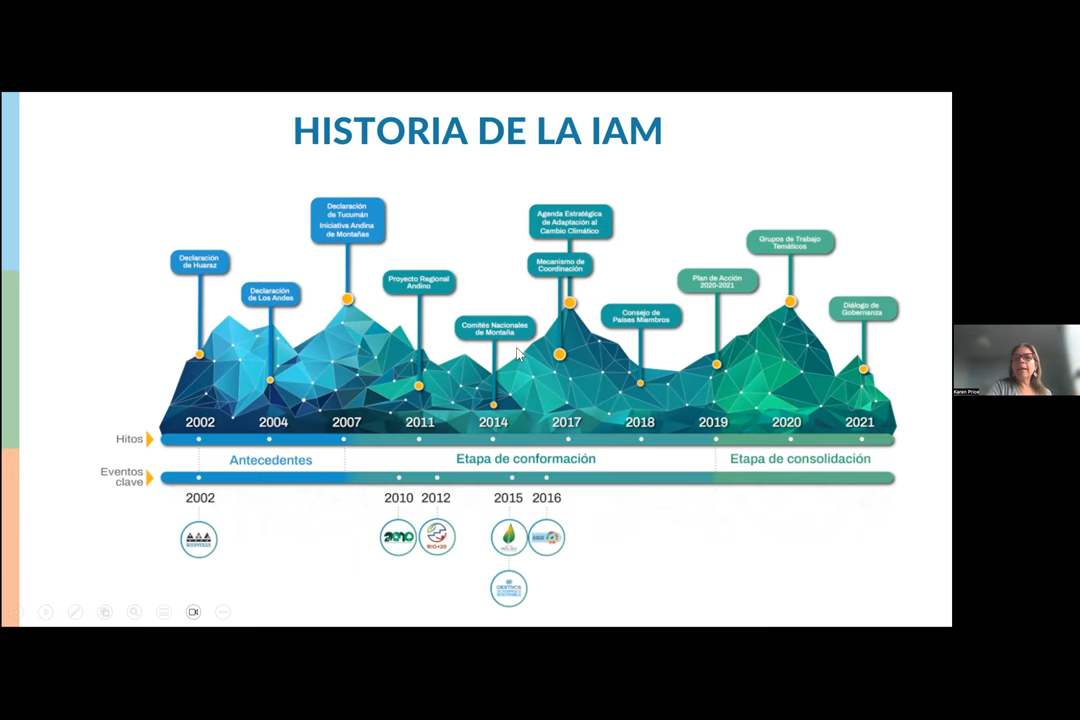 HISTORIA DE LA IAM
Declaración
de Huaraz
Declaración
de Los Andes
Declaración
de Tucumán
Iniciativa Andina
de Montañas
Proyecto Regional
Andino
Comités Nacionales
de Montaña
Agenda Estratégica
de Adaptación al
Cambio Climático
Mecanismo de
Coordinación
Consejo de
Países Miembros
Plan de Acción
2020-2021
Grupos de Trabajo
Temáticos
Diálogo de
Gobernanza
2002 2004 2007 2011 2014 2017 2018 2019 2020 2021
Hitos
Antecedentes Etapa de conformación Etapa de consolidación
Eventos
clave
2002 2010 2012 2015 2016
RIO+20
OBJETIVOS
DE DESARROLLO
SOSTENIBLE
Karen Price